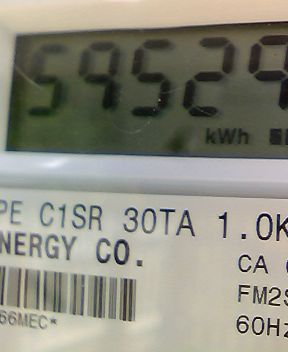 59529
kWh
PE C1SR 30TA 1.0K
NERGY CO.
CA
FM2S
66MEC*
60Hz